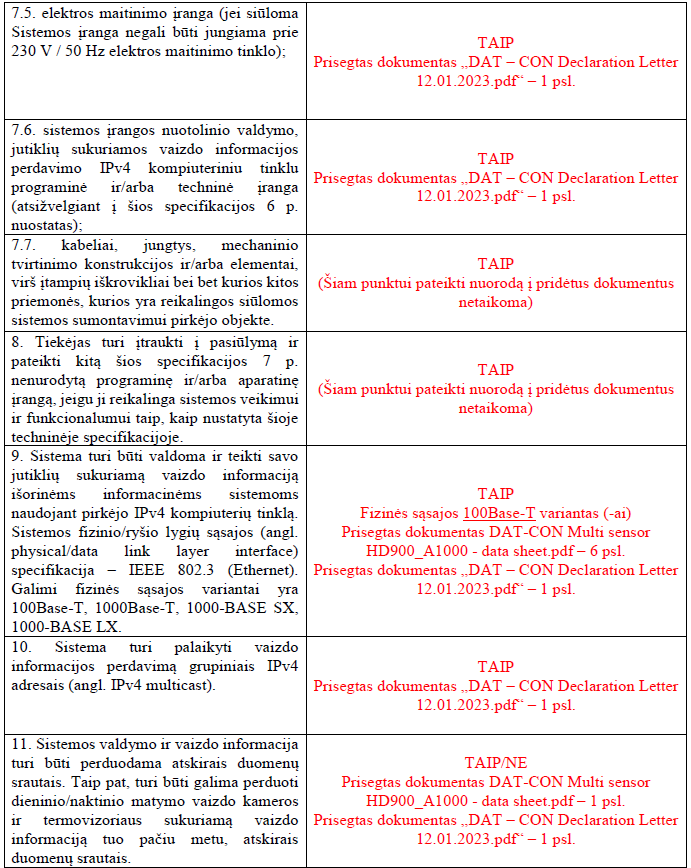 7.5. elektros maitinimo įranga (jei siūloma
Sistemos įranga negali būti jungiama prie
230 V / 50 Hz elektros maitinimo tinklo);
TAIP
Prisegtas dokumentas „DAT – CON Declaration Letter
12.01.2023.pdf“ – 1 psl.
7.6. sistemos įrangos nuotolinio valdymo,
jutiklių sukuriamos vaizdo informacijos
perdavimo IPv4 kompiuteriniu tinklu
programinė ir/arba techninė įranga
(atsižvelgiant į šios specifikacijos 6 p.
nuostatas);
TAIP
Prisegtas dokumentas „DAT – CON Declaration Letter
12.01.2023.pdf“ – 1 psl.
7.7. kabeliai, jungtys, mechaninio
tvirtinimo konstrukcijos ir/arba elementai,
virš įtampių iškrovikliai bei bet kurios kitos
priemonės, kurios yra reikalingos siūlomos
sistemos sumontavimui pirkėjo objekte.
TAIP
(Šiam punktui pateikti nuorodą į pridėtus dokumentus
netaikoma)
8. Tiekėjas turi įtraukti į pasiūlymą ir
pateikti kitą šios specifikacijos 7 p.
nenurodytą programinę ir/arba aparatinę
įrangą, jeigu ji reikalinga sistemos veikimui
ir funkcionalumui taip, kaip nustatyta šioje
techninėje specifikacijoje.
TAIP
(Šiam punktui pateikti nuorodą į pridėtus dokumentus
netaikoma)
9. Sistema turi būti valdoma ir teikti savo
jutiklių sukuriamą vaizdo informaciją
išorinėms informacinėms sistemoms
naudojant pirkėjo IPv4 kompiuterių tinklą.
Sistemos fizinio/ryšio lygių sąsajos (angl.
physical/data link layer interface)
specifikacija – IEEE 802.3 (Ethernet).
Galimi fizinės sąsajos variantai yra
100Base-T, 1000Base-T, 1000-BASE SX,
1000-BASE LX.
TAIP
Fizinės sąsajos 100Base-T variantas (-ai)
Prisegtas dokumentas DAT-CON Multi sensor
HD900_A1000 - data sheet.pdf – 6 psl.
Prisegtas dokumentas „DAT – CON Declaration Letter
12.01.2023.pdf“ – 1 psl.
10. Sistema turi palaikyti vaizdo
informacijos perdavimą grupiniais IPv4
adresais (angl. IPv4 multicast).
TAIP
Prisegtas dokumentas „DAT – CON Declaration Letter
12.01.2023.pdf“ – 1 psl.
11. Sistemos valdymo ir vaizdo informacija
turi būti perduodama atskirais duomenų
srautais. Taip pat, turi būti galima perduoti
dieninio/naktinio matymo vaizdo kameros
ir termovizoriaus sukuriamą vaizdo
informaciją tuo pačiu metu, atskirais
duomenų srautais.
TAIP/NE
Prisegtas dokumentas DAT-CON Multi sensor
HD900_A1000 - data sheet.pdf – 1 psl.
Prisegtas dokumentas „DAT – CON Declaration Letter
12.01.2023.pdf“ – 1 psl.